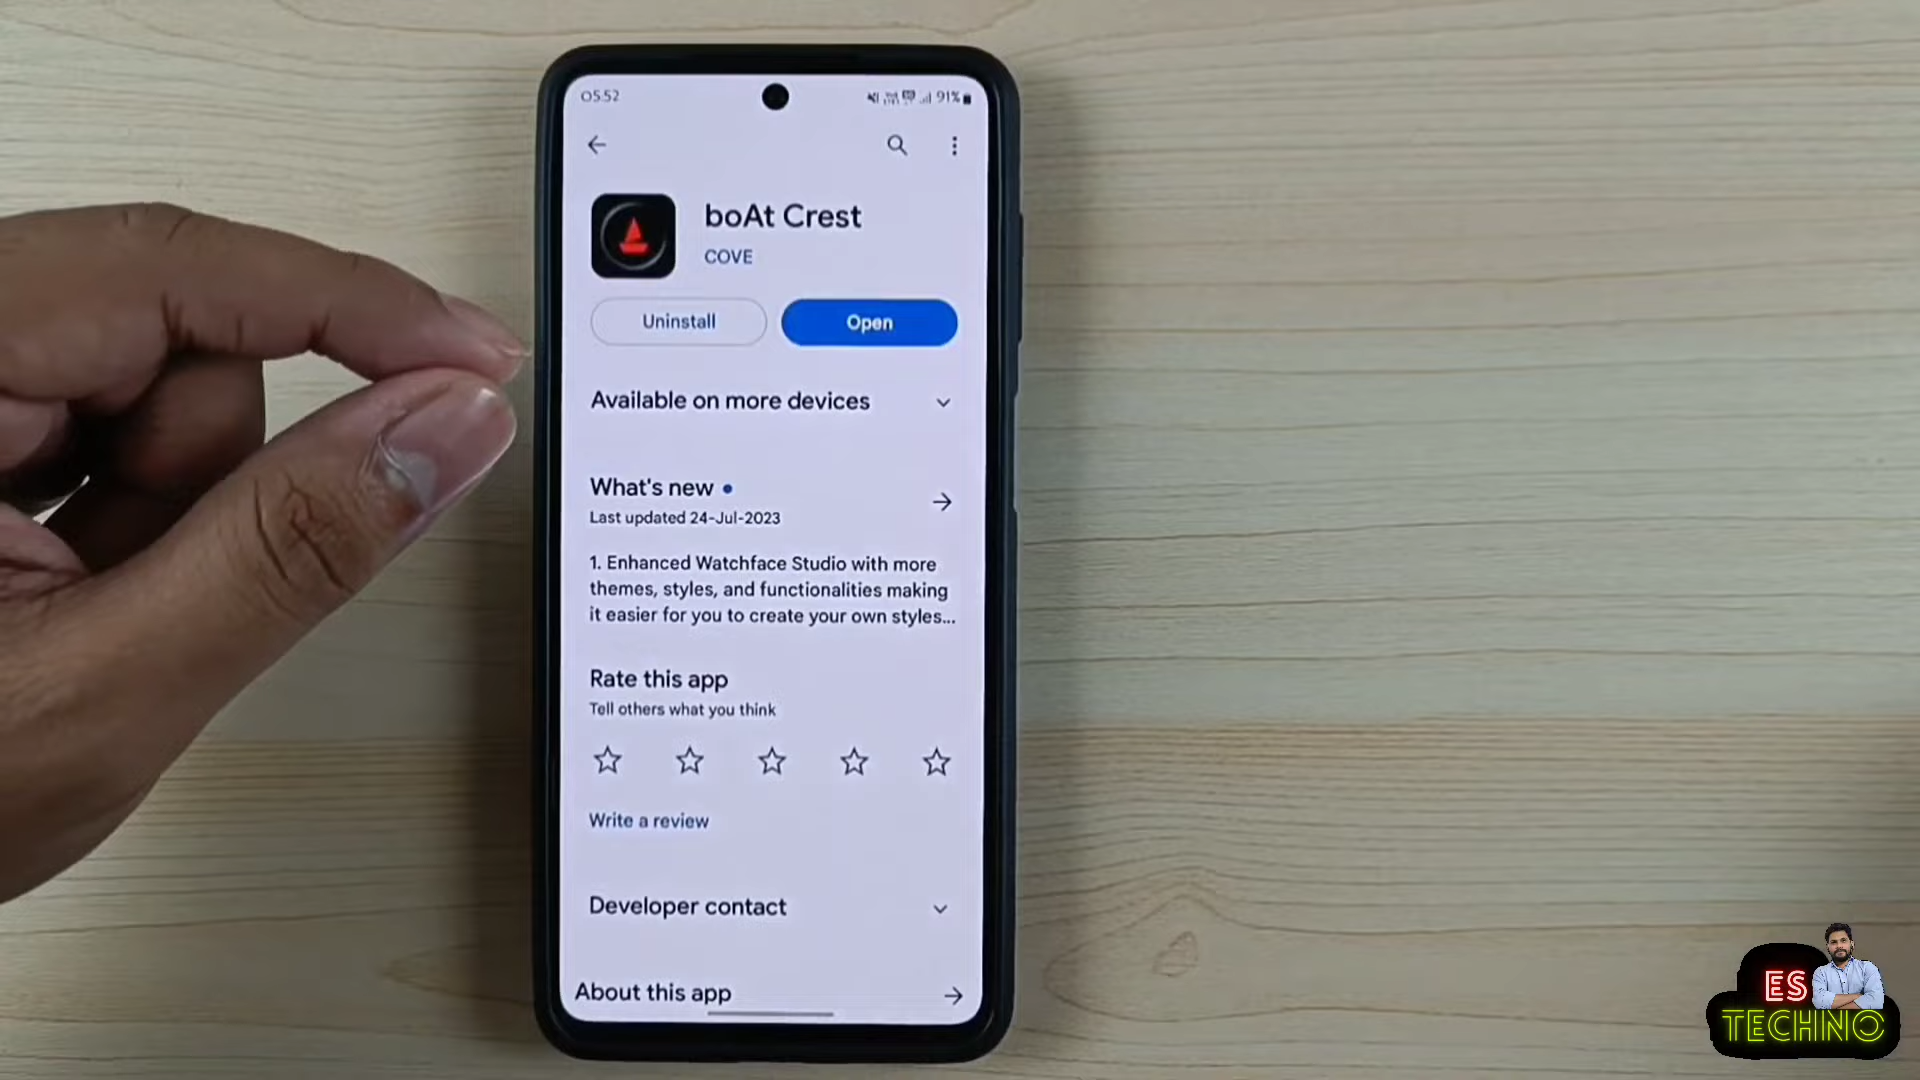 05.52
91%
boAt Crest
COVE
Uninstall
Open
Available on more devices
What's new
Last updated 24-Jul-2023
1. Enhanced Watchface Studio with more
themes, styles, and functionalities making
it easier for you to create your own styles...
Rate this app
Tell others what you think
Write a review
Developer contact
About this app
ES
TECHNO